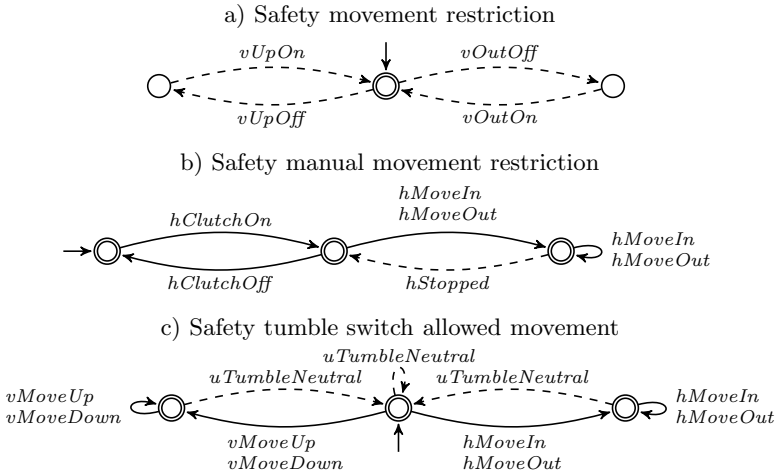 a) Safety movement restriction
vUpOn
vOutOff
vUpOff
vOutOn
b) Safety manual movement restriction
hClutchOn
hMoveIn
hMoveOut
hMoveIn
hMoveOut
hClutchOff
hStopped
c) Safety tumble switch allowed movement
uTumbleNeutral
uTumbleNeutral
uTumbleNeutral
vMoveUp
vMoveDown
hMoveIn
hMoveOut
vMoveUp
vMoveDown
hMoveIn
hMoveOut